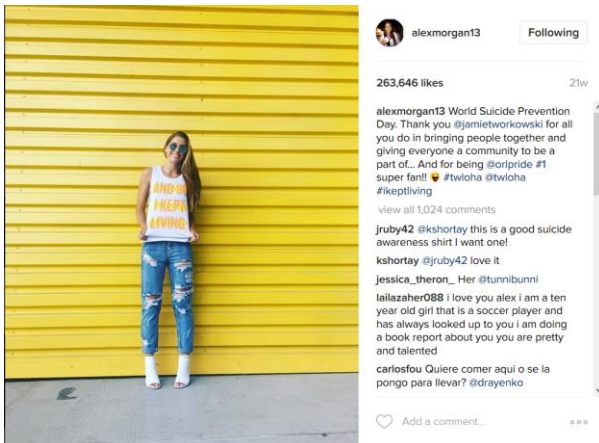 alexmorgan13
Following
263,646 likes
21w
alexmorgan13 World Suicide Prevention
Day. Thank you @jamietworkowski for all
you do in bringing people together and
giving everyone a community to be a
part of... And for being @orlpride #1
super fan!! 😜 #twloha @twloha
#ikeptliving
view all 1,024 comments
jruby42 @kshortay this is a good suicide
awareness shirt I want one!
kshortay @jruby42 love it
jessica_theron_ Her @tunnibunni
lailazaher088 i love you alex i am a ten
year old girl that is a soccer player and
has always looked up to you i am doing
a book report about you you are pretty
and talented
carlosfou Quiere comer aqui o se la
pongo para llevar? @drayenko
Add a comment...
AND SO
I KEPT
LIVING.